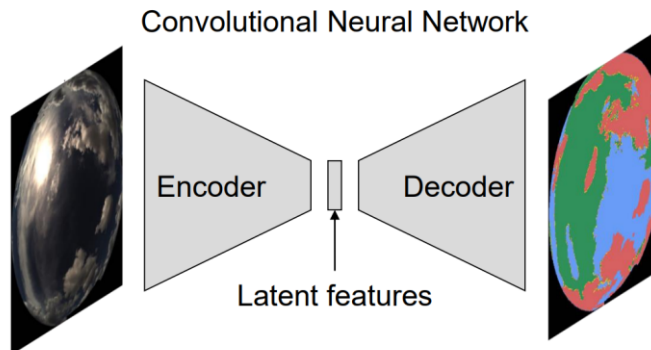 Convolutional Neural Network
Encoder
Decoder
Latent features